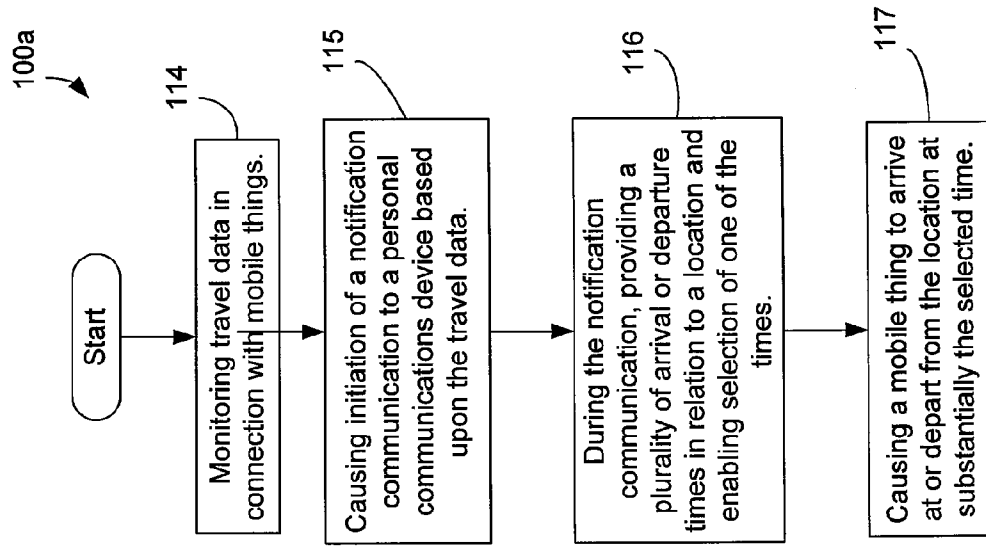 100a
Start
114
Monitoring travel data in
connection with mobile things.
115
Causing initiation of a notification
communication to a personal
communications device based
upon the travel data.
116
During the notification
communication, providing a
plurality of arrival or departure
times in relation to a location and
enabling selection of one of the
times.
117
Causing a mobile thing to arrive
at or depart from the location at
substantially the selected time.